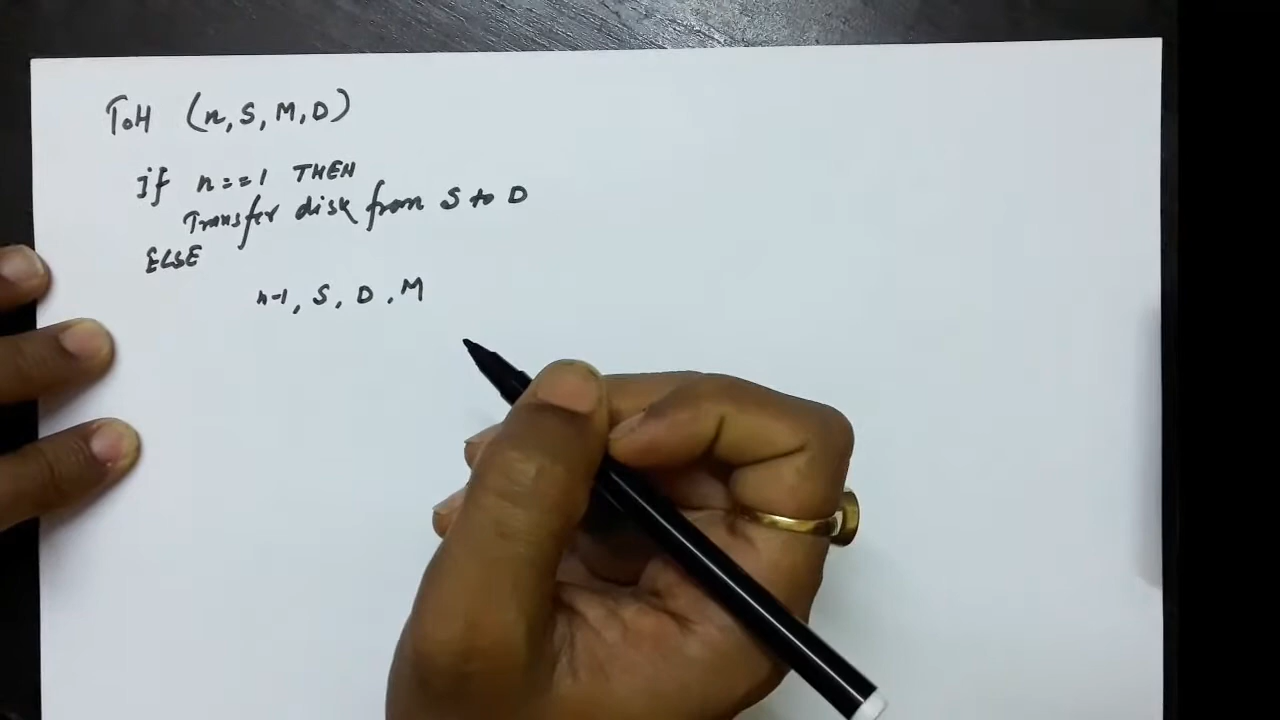 ToH (n, S, M, D)
if n==1 THEN
Transfer disk from S to D
ELSE
n-1, S, D, M